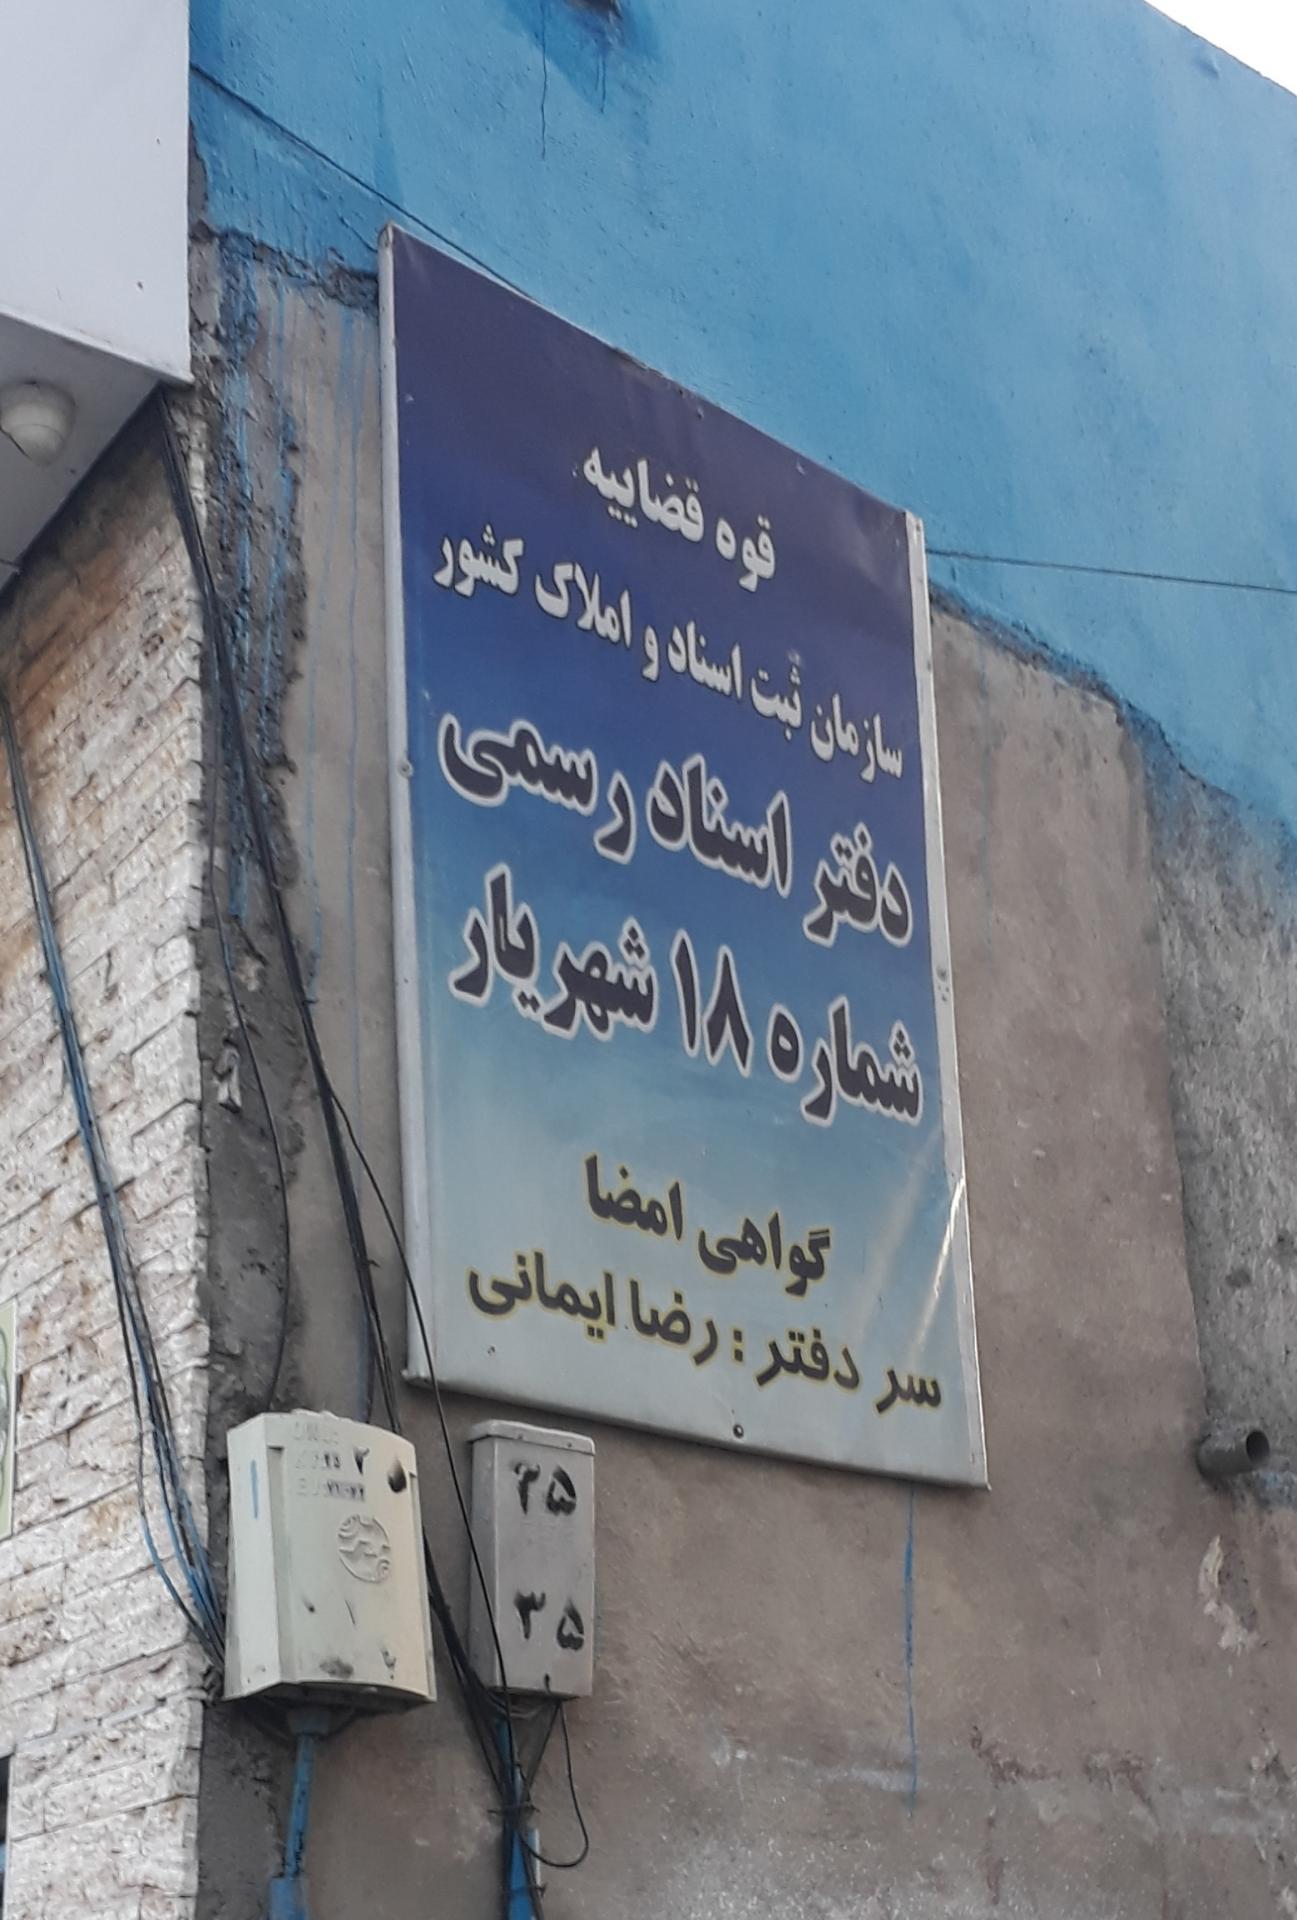 قوه قضاییه
سازمان ثبت اسناد و املاک کشور
دفتر اسناد رسمی
شماره ۱۸ شهریار
گواهی امضا
سر دفتر : رضا ایمانی
۲۵
۳۵